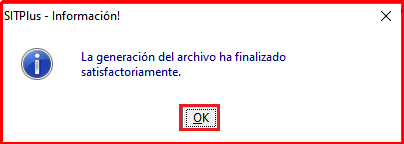 SITPlus - Información!
La generación del archivo ha finalizado
satisfactoriamente.
OK